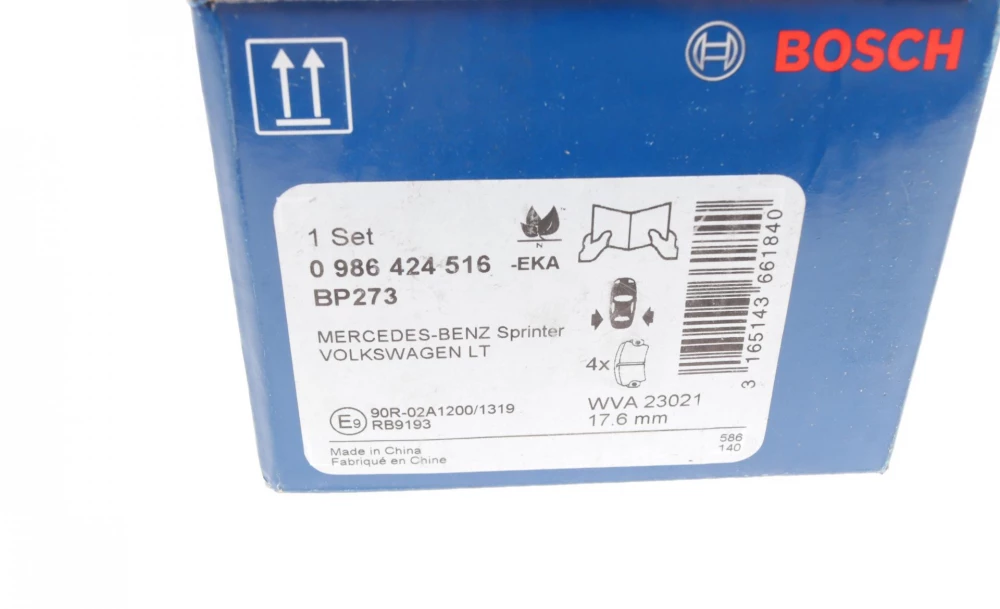 BOSCH
1 Set
0 986 424 516 -EKA
BP273
N
MERCEDES-BENZ Sprinter
VOLKSWAGEN LT
4x
3 165143 661840
WVA 23021
17.6 mm
E9 90R-02A1200/1319
RB9193
586
140
Made in China
Fabriqué en Chine